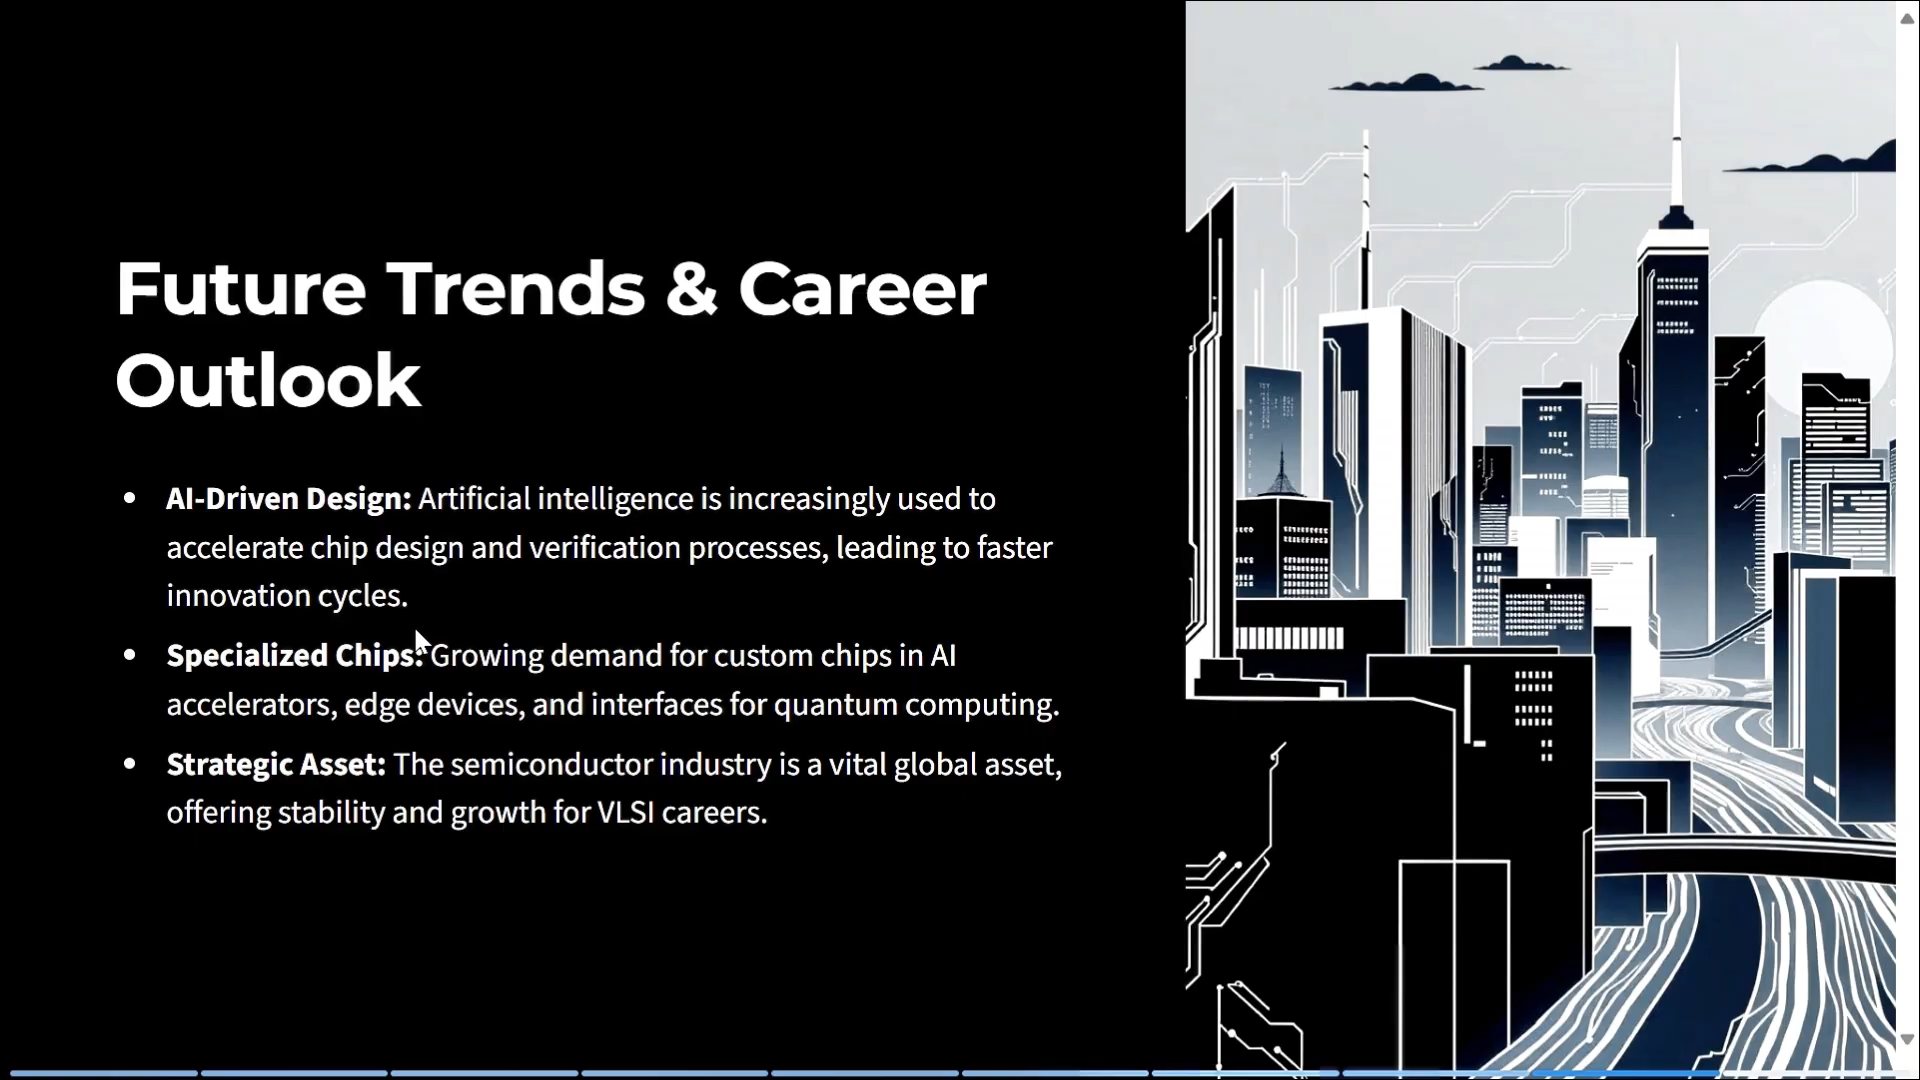 Future Trends & Career
Outlook
• AI-Driven Design: Artificial intelligence is increasingly used to
accelerate chip design and verification processes, leading to faster
innovation cycles.
• Specialized Chips: Growing demand for custom chips in AI
accelerators, edge devices, and interfaces for quantum computing.
• Strategic Asset: The semiconductor industry is a vital global asset,
offering stability and growth for VLSI careers.